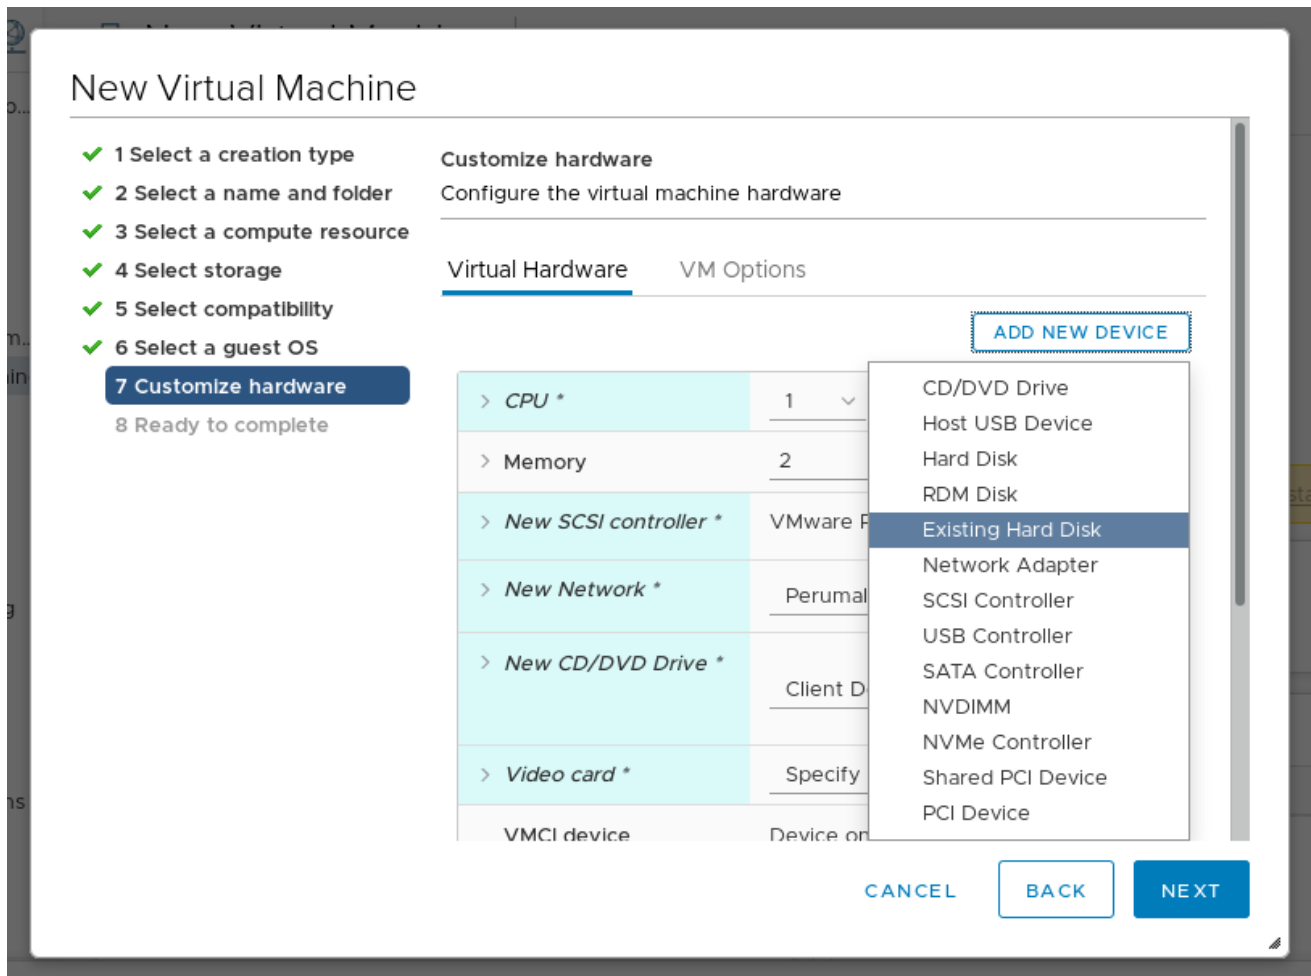 New Virtual Machine
1 Select a creation type
2 Select a name and folder
3 Select a compute resource
4 Select storage
5 Select compatibility
6 Select a guest OS
7 Customize hardware
8 Ready to complete
Customize hardware
Configure the virtual machine hardware
Virtual Hardware VM Options
ADD NEW DEVICE
CPU * 1
Memory 2
New SCSI controller * VMware
New Network * Perumal
New CD/DVD Drive * Client
Video card * Specify
VMCI device Device
CD/DVD Drive
Host USB Device
Hard Disk
RDM Disk
Existing Hard Disk
Network Adapter
SCSI Controller
USB Controller
SATA Controller
NVDIMM
NVMe Controller
Shared PCI Device
PCI Device
CANCEL BACK NEXT